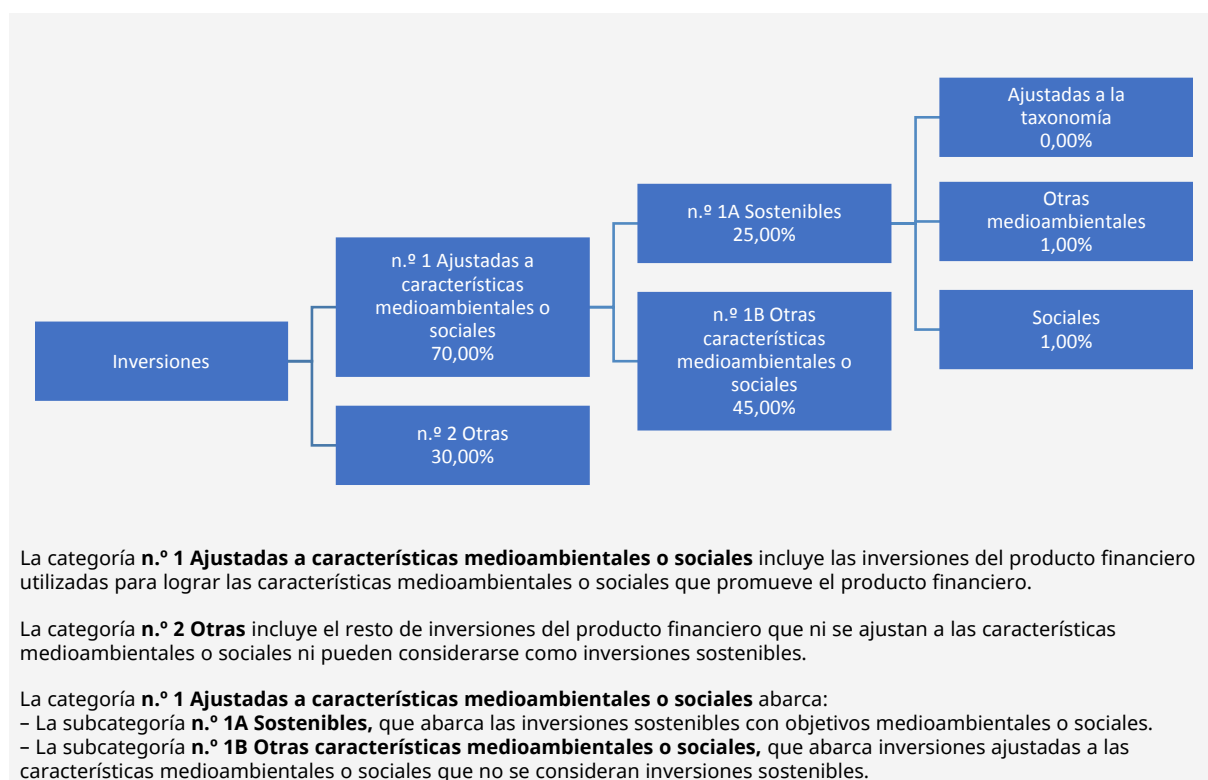 Inversiones
n.º 1 Ajustadas a
características
medioambientales o
sociales
70,00%
n.º 2 Otras
30,00%
n.º 1A Sostenibles
25,00%
n.º 1B Otras
características
medioambientales o
sociales
45,00%
Ajustadas a la
taxonomía
0,00%
Otras
medioambientales
1,00%
Sociales
1,00%
La categoría n.º 1 Ajustadas a características medioambientales o sociales incluye las inversiones del producto financiero
utilizadas para lograr las características medioambientales o sociales que promueve el producto financiero.
La categoría n.º 2 Otras incluye el resto de inversiones del producto financiero que ni se ajustan a las características
medioambientales o sociales ni pueden considerarse como inversiones sostenibles.
La categoría n.º 1 Ajustadas a características medioambientales o sociales abarca:
– La subcategoría n.º 1A Sostenibles, que abarca las inversiones sostenibles con objetivos medioambientales o sociales.
– La subcategoría n.º 1B Otras características medioambientales o sociales, que abarca inversiones ajustadas a las
características medioambientales o sociales que no se consideran inversiones sostenibles.